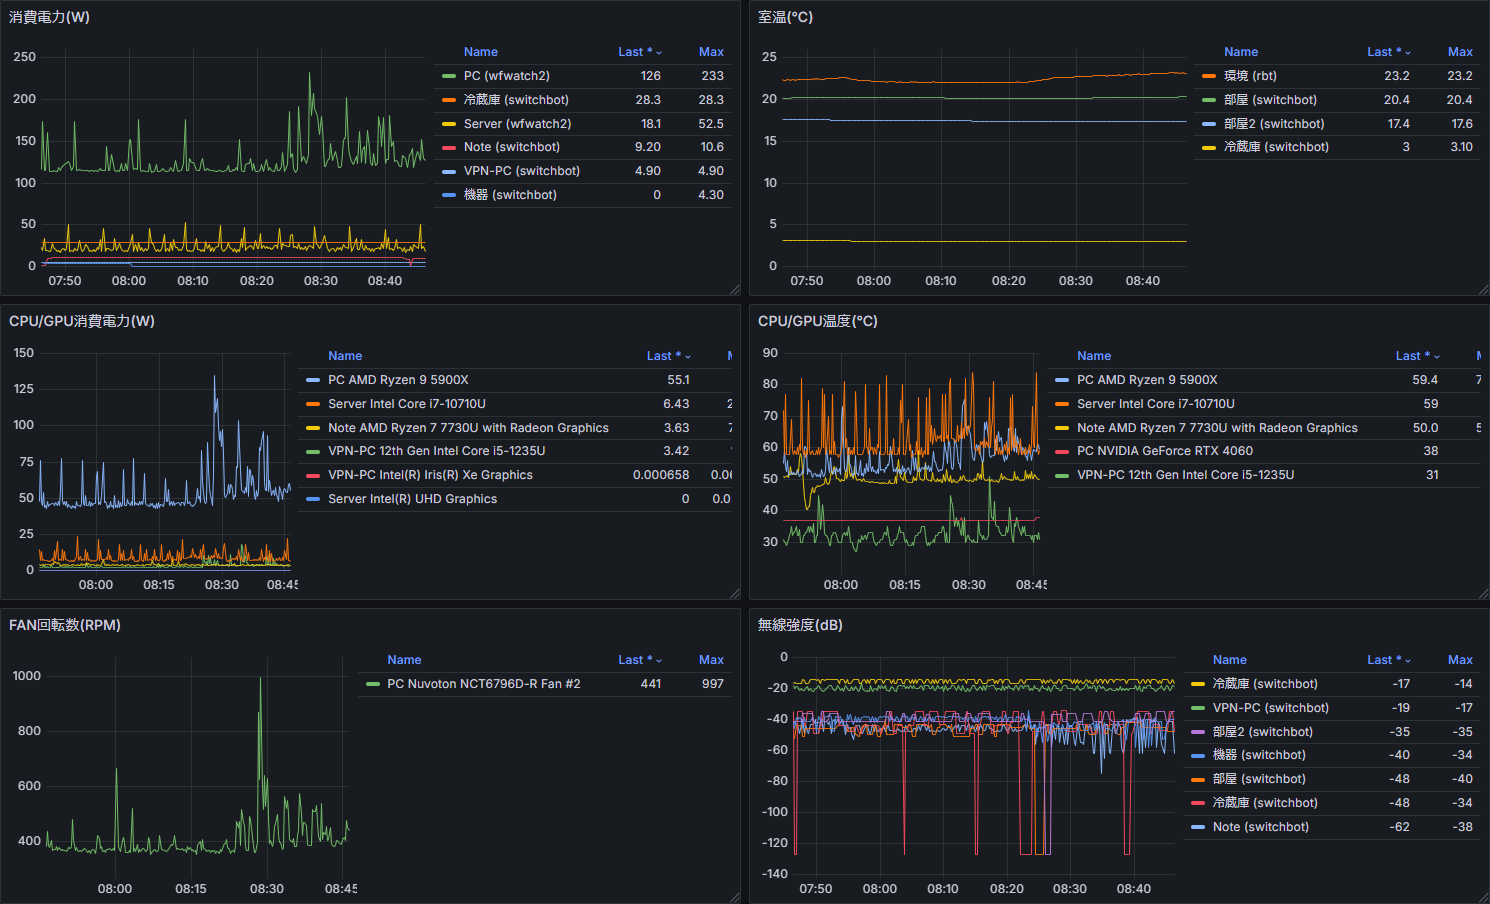 消費電力(W)
250
200
150
100
50
0
07:50 08:00 08:10 08:20 08:30 08:40
Name Last * Max
PC (wfwatch2) 126 233
冷蔵庫 (switchbot) 28.3 28.3
Server (wfwatch2) 18.1 52.5
Note (switchbot) 9.20 10.6
VPN-PC (switchbot) 4.90 4.90
機器 (switchbot) 0 4.30
室温(°C)
25
20
15
10
5
0
07:50 08:00 08:10 08:20 08:30 08:40
Name Last * Max
環境 (rbt) 23.2 23.2
部屋 (switchbot) 20.4 20.4
部屋2 (switchbot) 17.4 17.6
冷蔵庫 (switchbot) 3 3.10
CPU/GPU消費電力(W)
150
125
100
75
50
25
0
08:00 08:15 08:30 08:45
Name Last *
PC AMD Ryzen 9 5900X 55.1
Server Intel Core i7-10710U 6.43 2
Note AMD Ryzen 7 7730U with Radeon Graphics 3.63 7
VPN-PC 12th Gen Intel Core i5-1235U 3.42
VPN-PC Intel(R) Iris(R) Xe Graphics 0.000658 0.0
Server Intel(R) UHD Graphics 0 0.0
CPU/GPU温度(°C)
90
80
70
60
50
40
30
08:00 08:15 08:30 08:45
Name Last *
PC AMD Ryzen 9 5900X 59.4 7
Server Intel Core i7-10710U 59
Note AMD Ryzen 7 7730U with Radeon Graphics 50.0 5
PC NVIDIA GeForce RTX 4060 38
VPN-PC 12th Gen Intel Core i5-1235U 31
FAN回転数(RPM)
1000
800
600
400
08:00 08:15 08:30 08:45
Name Last * Max
PC Nuvoton NCT6796D-R Fan #2 441 997
無線強度(dB)
0
-20
-40
-60
-80
-100
-120
-140
07:50 08:00 08:10 08:20 08:30 08:40
Name Last * Max
冷蔵庫 (switchbot) -17 -14
VPN-PC (switchbot) -19 -17
部屋2 (switchbot) -35 -35
機器 (switchbot) -40 -34
部屋 (switchbot) -48 -40
冷蔵庫 (switchbot) -48 -34
Note (switchbot) -62 -38